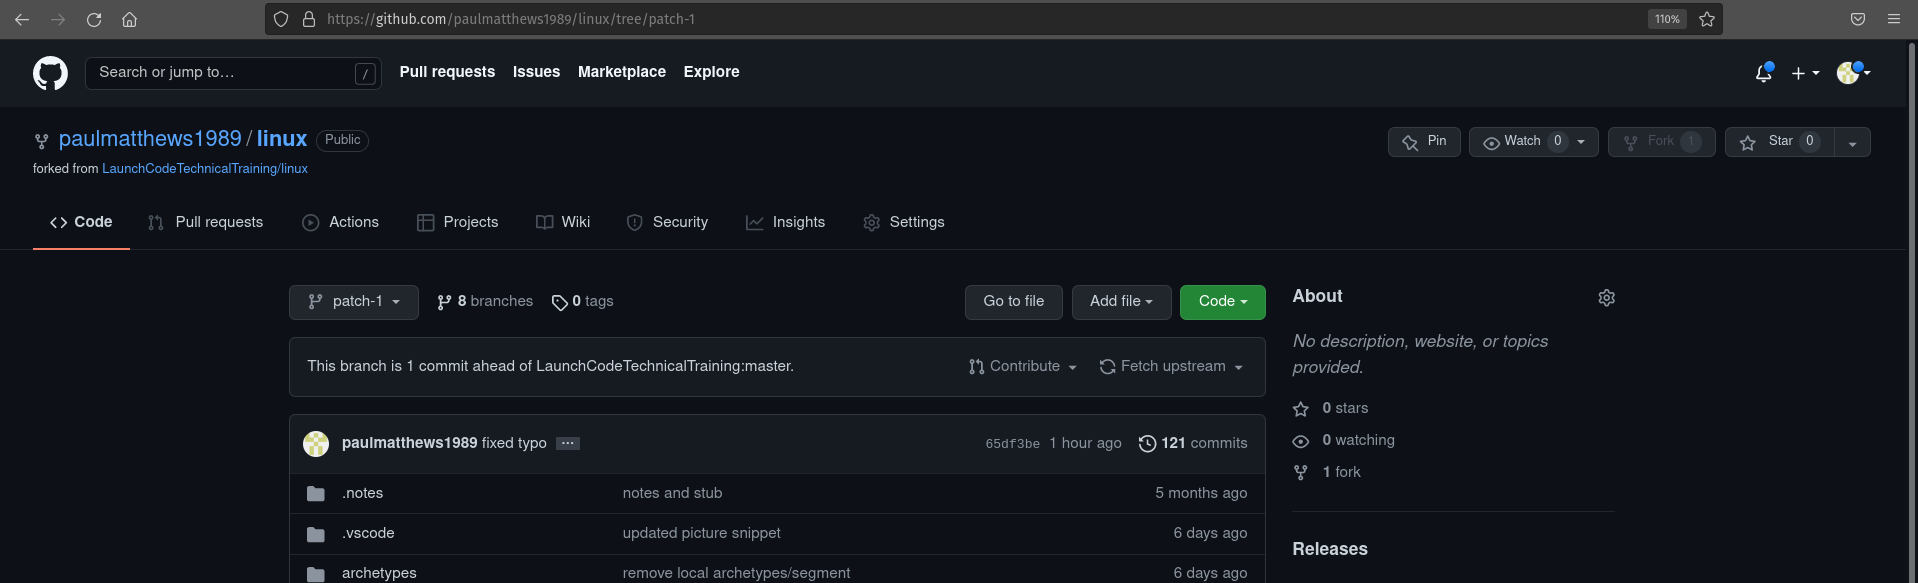 https://github.com/paulmatthews1989/linux/tree/patch-1 110%
Search or jump to… / Pull requests Issues Marketplace Explore
paulmatthews1989 / linux Public Pin Watch 0 Fork 1 Star 0
forked from LaunchCodeTechnicalTraining/linux
Code Pull requests Actions Projects Wiki Security Insights Settings
patch-1 8 branches 0 tags Go to file Add file Code
This branch is 1 commit ahead of LaunchCodeTechnicalTraining:master. Contribute Fetch upstream
paulmatthews1989 fixed typo ... 65df3be 1 hour ago 121 commits
.notes notes and stub 5 months ago
.vscode updated picture snippet 6 days ago
archetypes remove local archetypes/segment 6 days ago
About
No description, website, or topics
provided.
0 stars
0 watching
1 fork
Releases